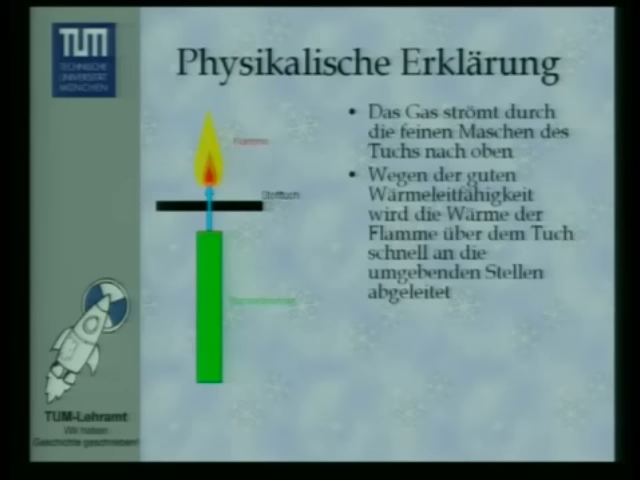 TUM
TECHNISCHE
UNIVERSITÄT
MÜNCHEN
Physikalische Erklärung
• Das Gas strömt durch
die feinen Maschen des
Tuchs nach oben
• Wegen der guten
Wärmeleitfähigkeit
wird die Wärme der
Flamme über dem Tuch
schnell an die
umgebenden Stellen
abgeleitet
Flamme
Stofftuch
TUM-Lehramt
Wir haben
Geschichte geschrieben!